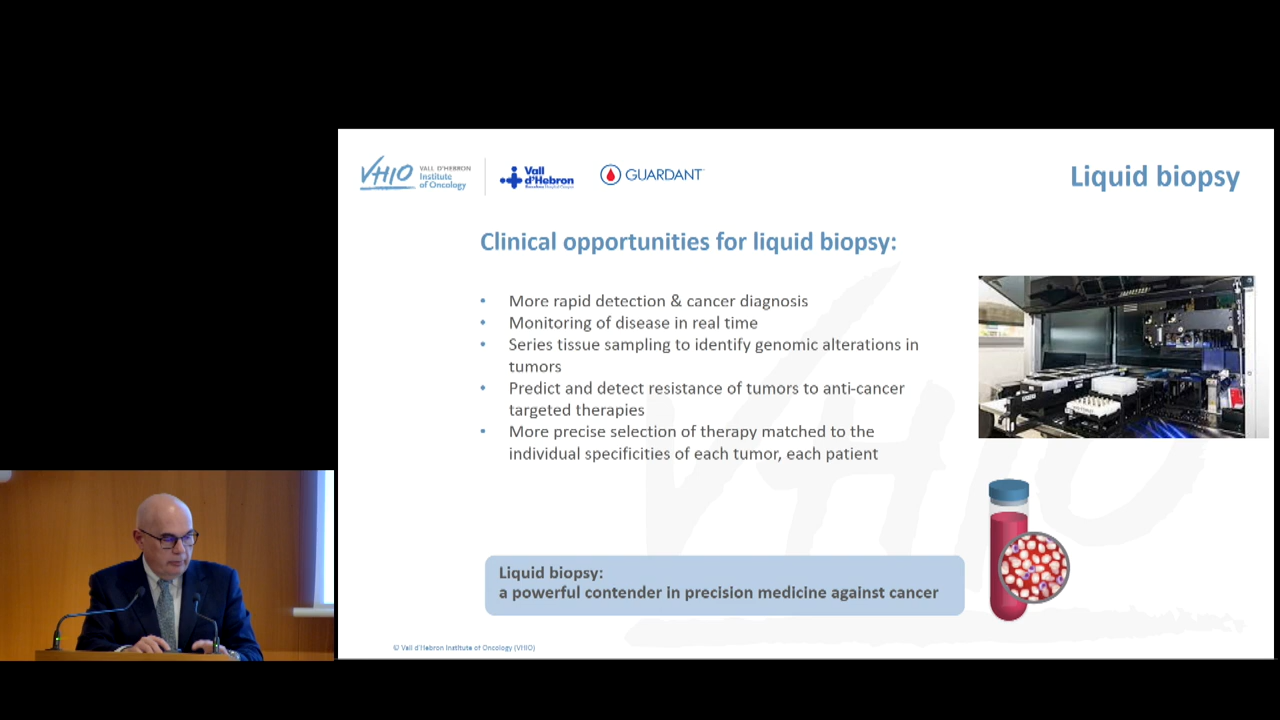 VHIO
VALL D'HEBRON
Institute
of Oncology
Vall
d'Hebron
GUARDANT
Liquid biopsy
Clinical opportunities for liquid biopsy:
• More rapid detection & cancer diagnosis
• Monitoring of disease in real time
• Series tissue sampling to identify genomic alterations in
tumors
• Predict and detect resistance of tumors to anti-cancer
targeted therapies
• More precise selection of therapy matched to the
individual specificities of each tumor, each patient
Liquid biopsy:
a powerful contender in precision medicine against cancer
© Vall d'Hebron Institute of Oncology (VHIO)